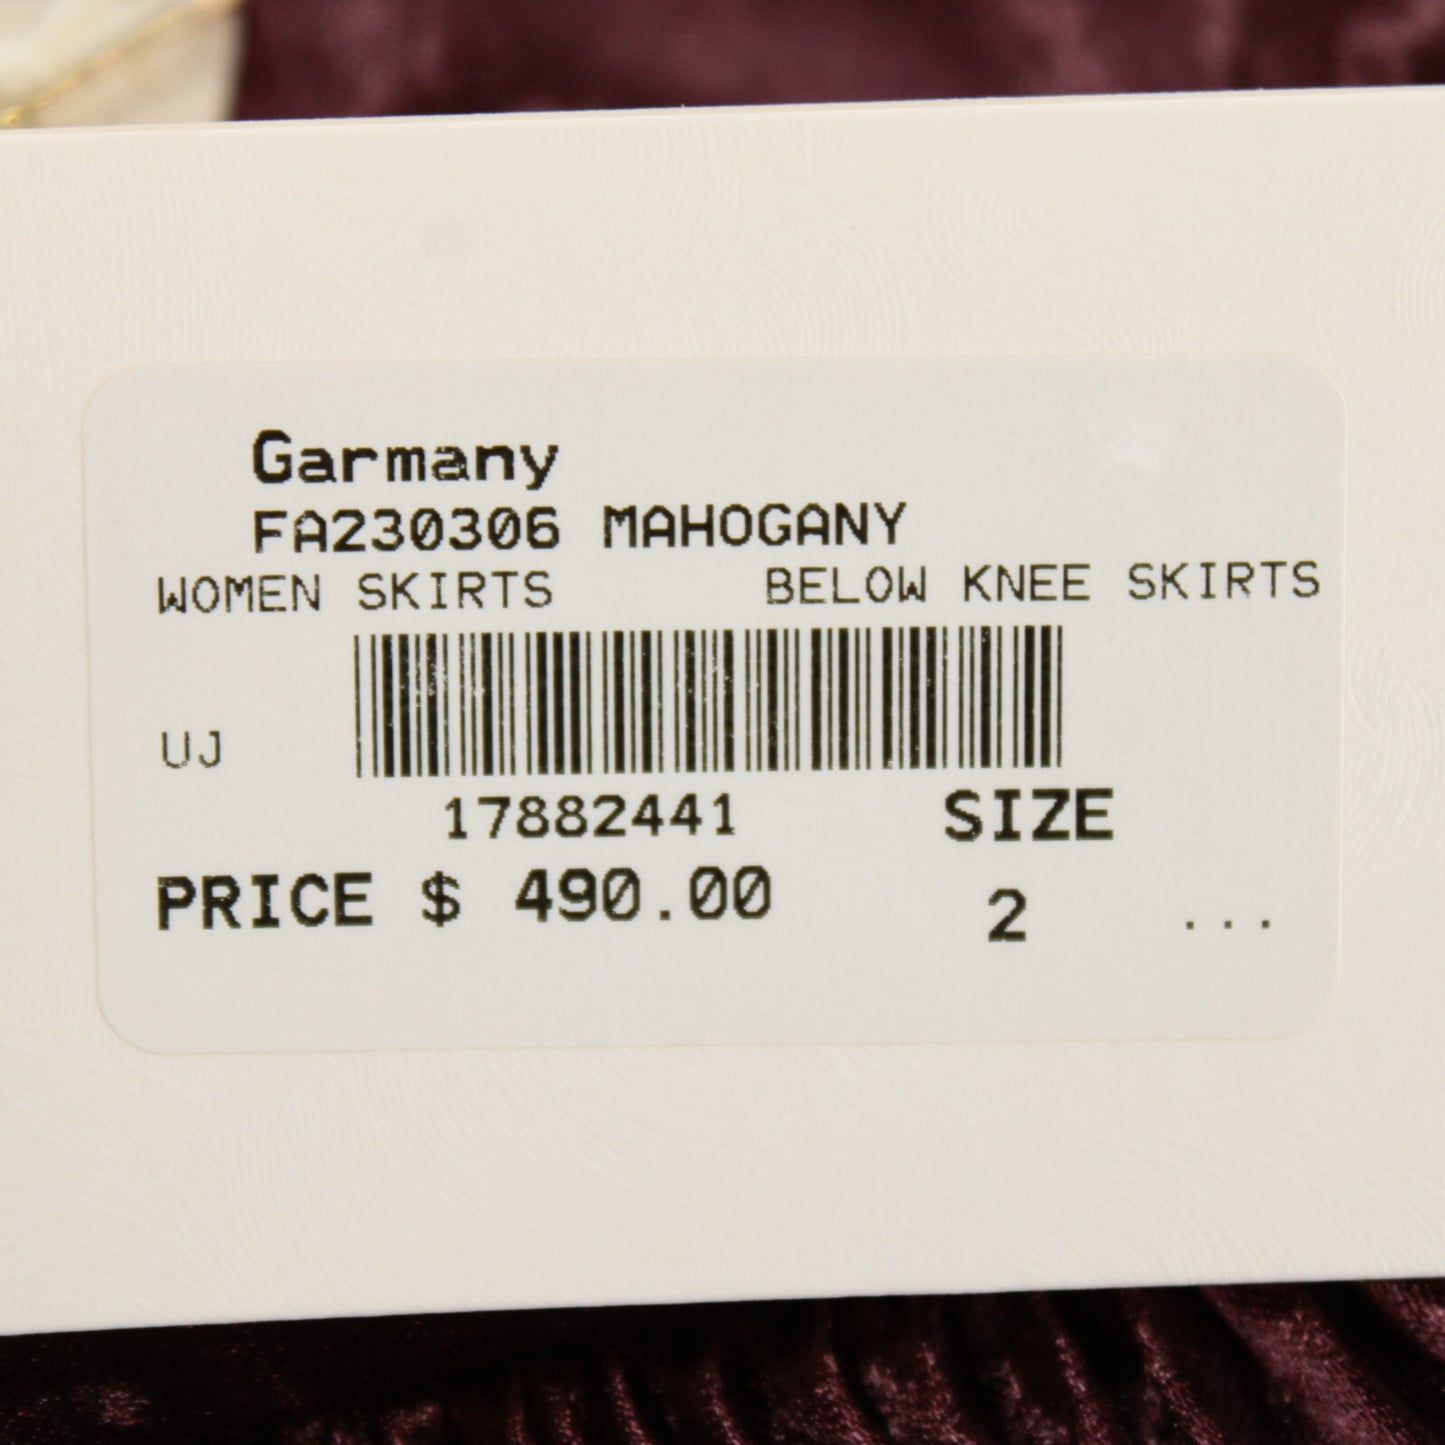 Garmany
FA230306 MAHOGANY
WOMEN SKIRTS BELOW KNEE SKIRTS
UJ
17882441 SIZE
PRICE $ 490.00 2 ...